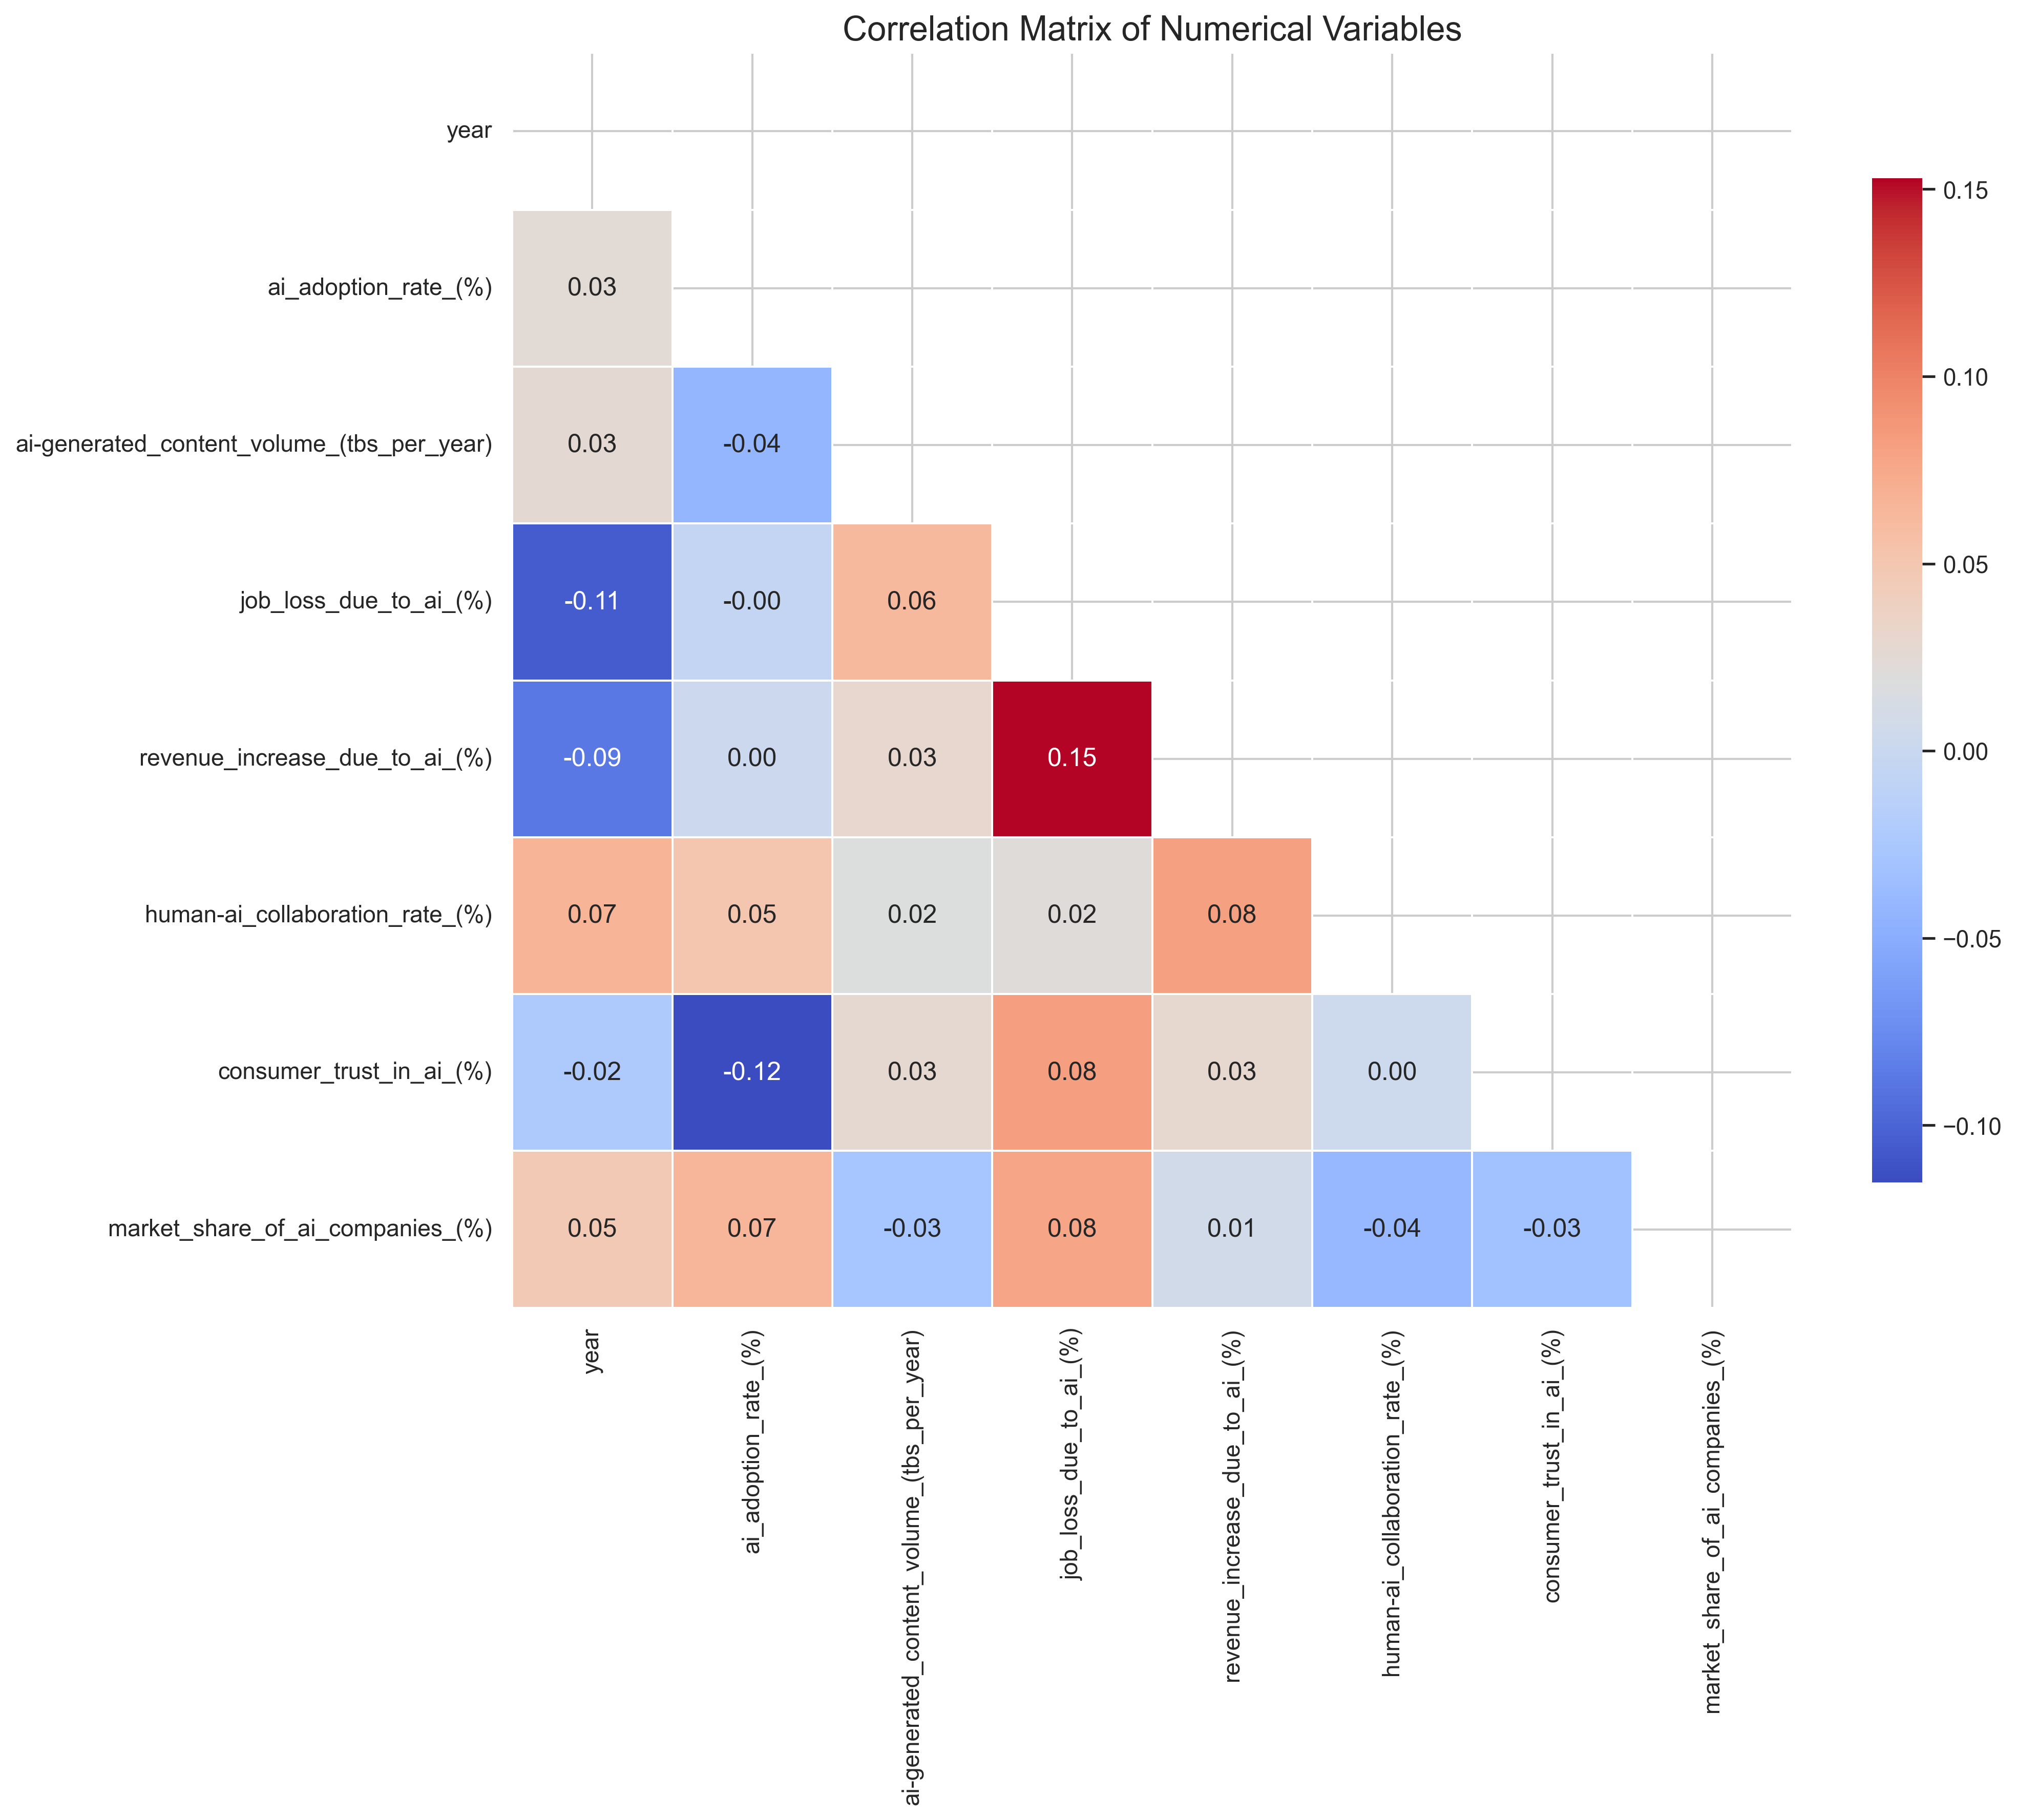 Correlation Matrix of Numerical Variables
year
ai_adoption_rate_(%)
0.03
ai-generated_content_volume_(tbs_per_year)
0.03 -0.04
job_loss_due_to_ai_(%)
-0.11 -0.00 0.06
revenue_increase_due_to_ai_(%)
-0.09 0.00 0.03 0.15
human-ai_collaboration_rate_(%)
0.07 0.05 0.02 0.02 0.08
consumer_trust_in_ai_(%)
-0.02 -0.12 0.03 0.08 0.03 0.00
market_share_of_ai_companies_(%)
0.05 0.07 -0.03 0.08 0.01 -0.04 -0.03
year
ai_adoption_rate_(%)
ai-generated_content_volume_(tbs_per_year)
job_loss_due_to_ai_(%)
revenue_increase_due_to_ai_(%)
human-ai_collaboration_rate_(%)
consumer_trust_in_ai_(%)
market_share_of_ai_companies_(%)
0.15
0.10
0.05
0.00
−0.05
−0.10